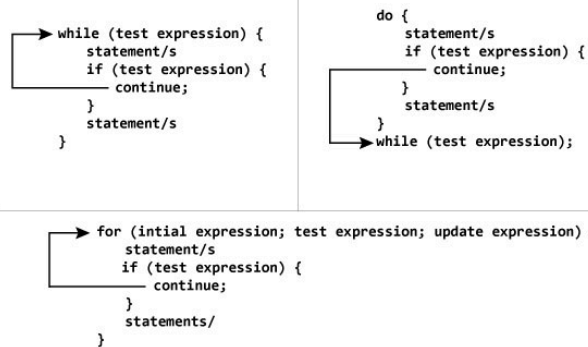 while (test expression) {
statement/s
if (test expression) {
continue;
}
statement/s
}
do {
statement/s
if (test expression) {
continue;
}
statement/s
}
while (test expression);
for (intial expression; test expression; update expression)
statement/s
if (test expression) {
continue;
}
statements/
}